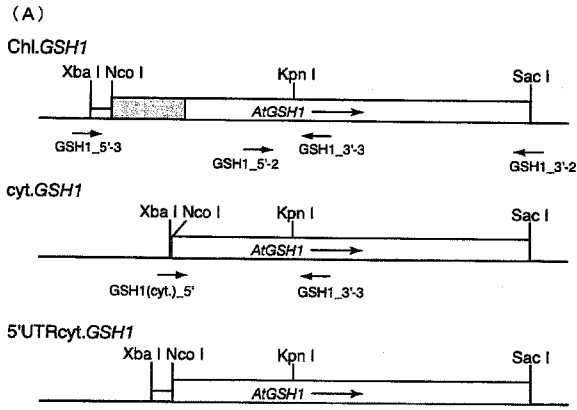 (A)
Chl.GSH1
Xba I Nco I Kpn I Sac I
AtGSH1
GSH1_5'-3 GSH1_5'-2 GSH1_3'-3 GSH1_3'-2
cyt.GSH1
Xba I Nco I Kpn I Sac I
AtGSH1
GSH1(cyt.)_5' GSH1_3'-3
5'UTRcyt.GSH1
Xba I Nco I Kpn I Sac I
AtGSH1